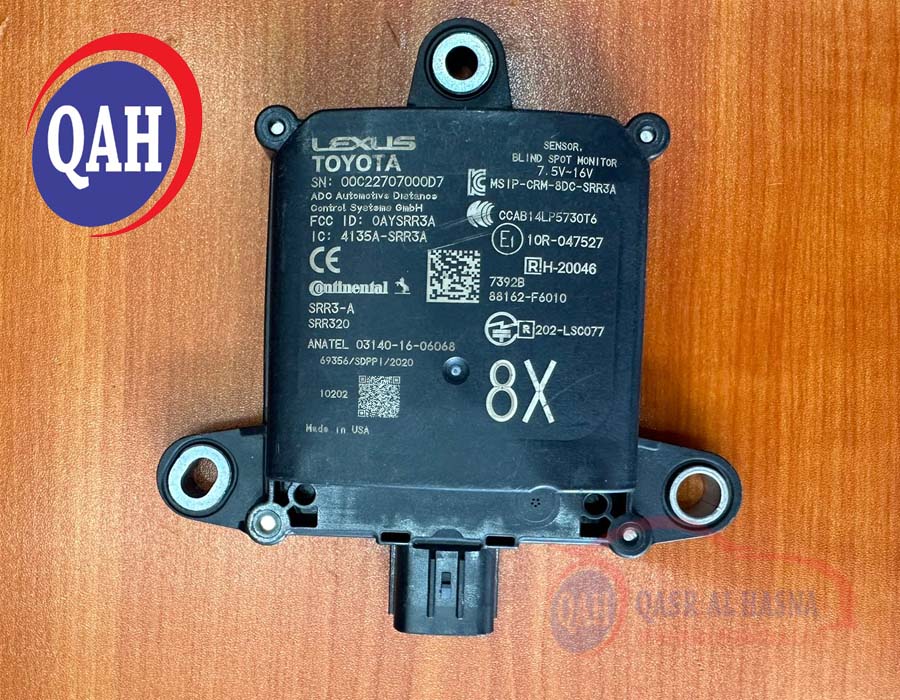 QAH
LEXUS
TOYOTA
SN: 00C22707000D7
ADC Automotive Distance
Control Systems GmbH
FCC ID: OAYSRR3A
IC: 4135A-SRR3A
CE
Continental
SRR3-A
SRR320
ANATEL 03140-16-06068
69356/SDPPI/2020
10202
Made in USA
SENSOR,
BLIND SPOT MONITOR
7.5V~16V
MSIP-CRM-8DC-SRR3A
CCAB14LP5730T6
E1 10R-047527
R H-20046
7392B
88162-F6010
R 202-LSC077
8X
QAH QASR AL HASNA